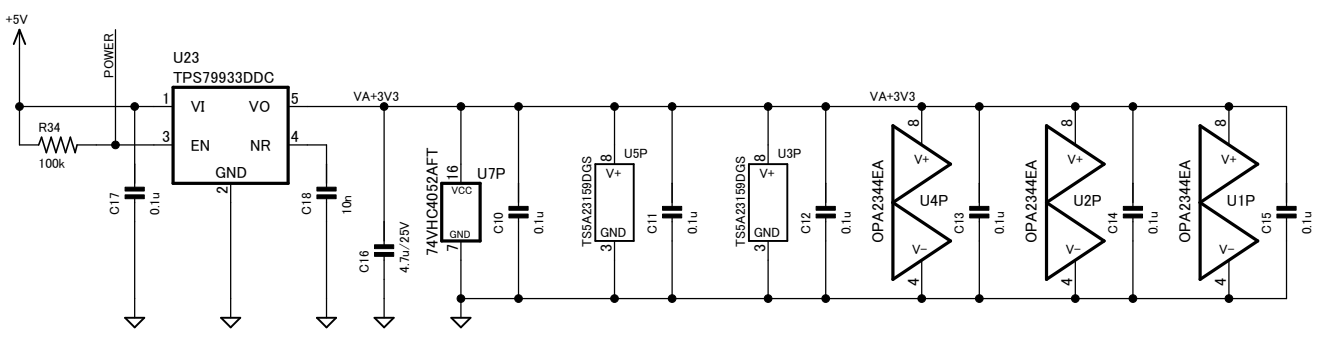 +5V
POWER
R34
100k
U23
TPS79933DDC
1
VI
VO
5
3
EN
NR
4
GND
2
C17
0.1u
C18
10n
VA+3V3
C16
4.7u/25V
74VHC4052AFT
16
VCC
U7P
GND
7
C10
0.1u
TS5A23159DGS
8
U5P
V+
GND
3
C11
0.1u
TS5A23159DGS
8
U3P
V+
GND
3
C12
0.1u
VA+3V3
OPA2344EA
8
V+
U4P
V-
4
C13
0.1u
OPA2344EA
8
V+
U2P
V-
4
C14
0.1u
OPA2344EA
8
V+
U1P
V-
4
C15
0.1u